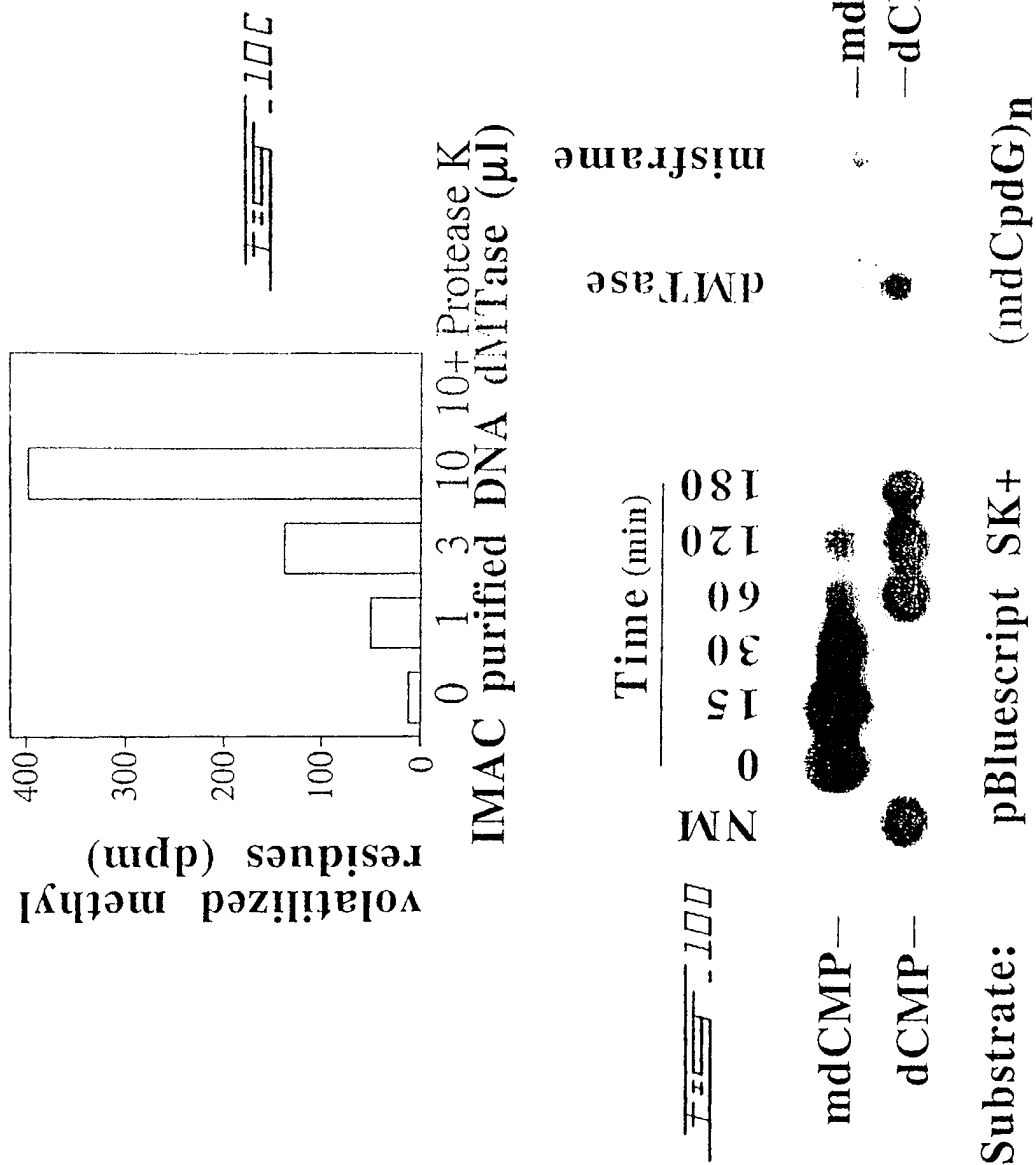 400
300
200
100
0
volatilized methyl
residues (dpm)
0 1 3 10 10+ Protease K
IMAC purified DNA dMTase (μl)
FIG. 10C
FIG. 10D
Time (min)
NM 0 15 30 60 120 180
dMTase misframe
mdCMP—
dCMP—
—md
—dC
Substrate: pBluescript SK+ (mdCpdG)n